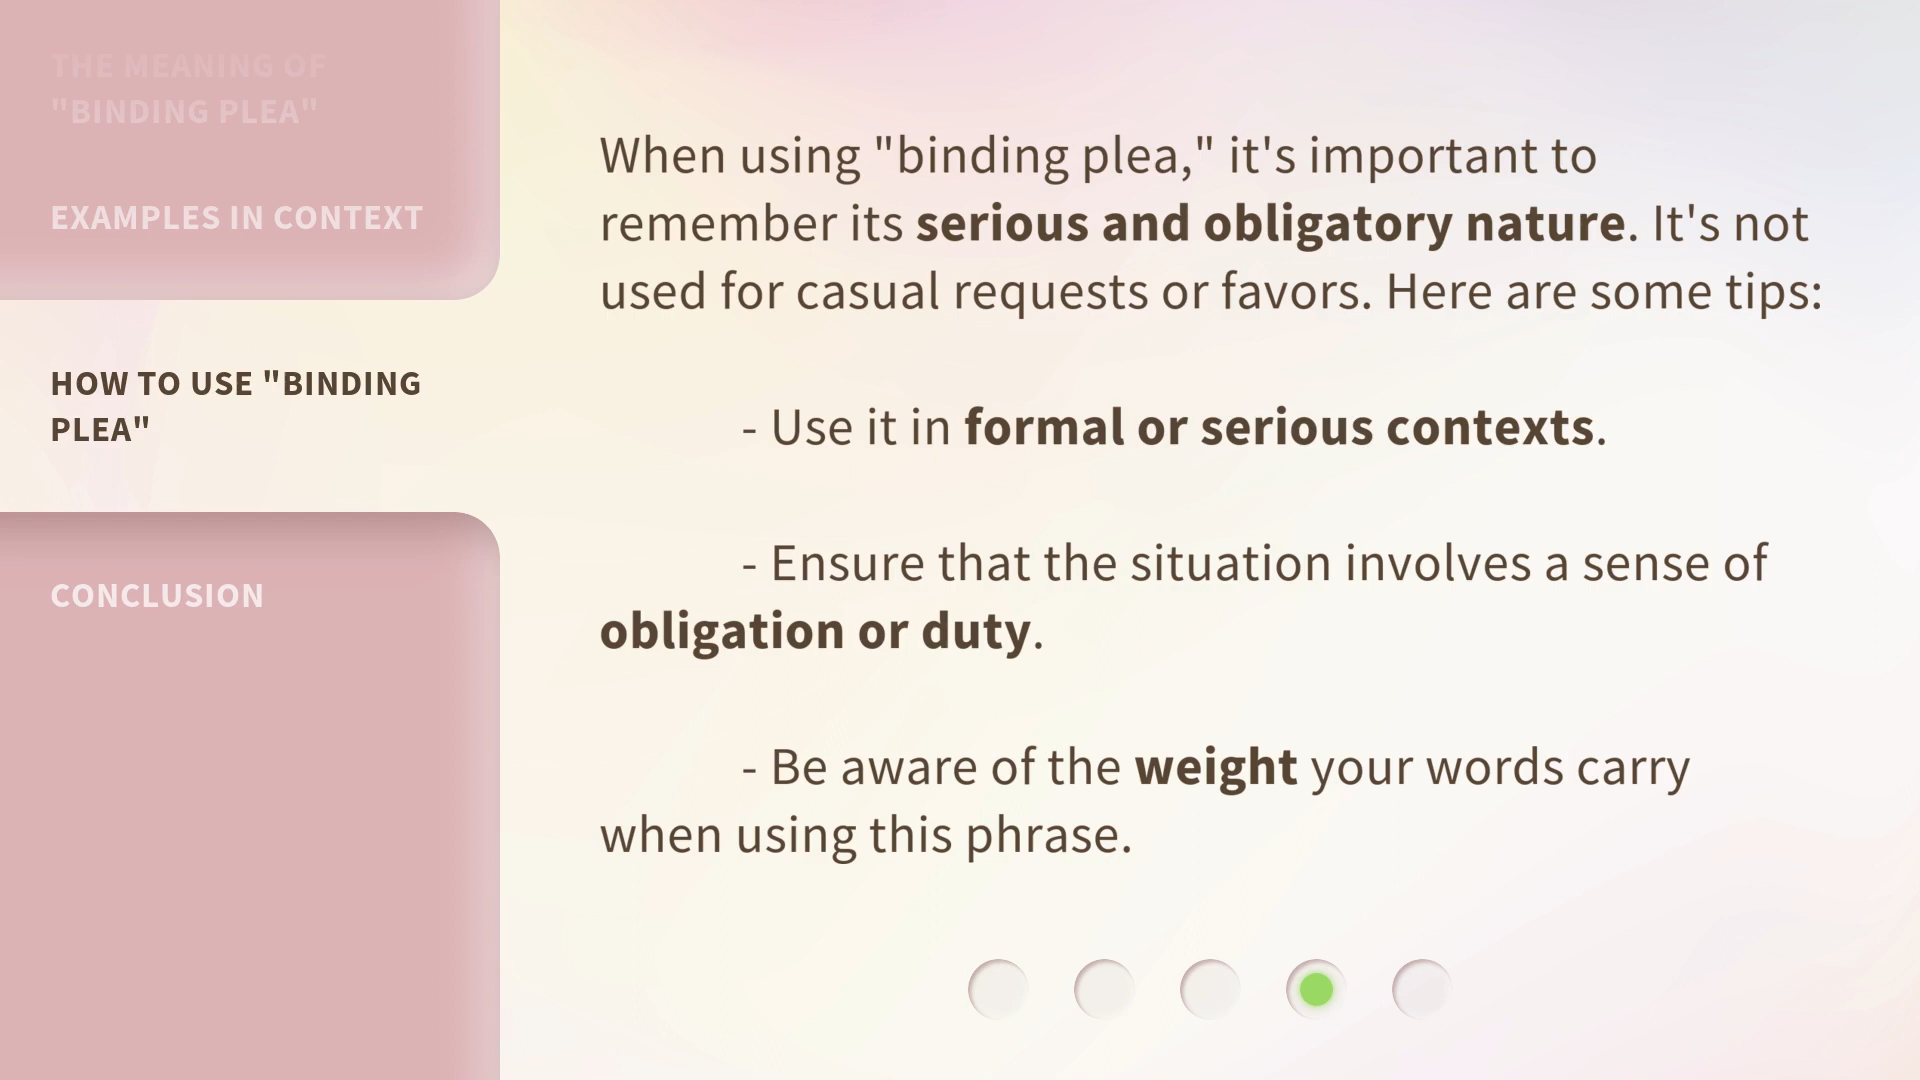 THE MEANING OF
"BINDING PLEA"
EXAMPLES IN CONTEXT
HOW TO USE "BINDING
PLEA"
CONCLUSION
When using "binding plea," it's important to
remember its serious and obligatory nature. It's not
used for casual requests or favors. Here are some tips:
- Use it in formal or serious contexts.
- Ensure that the situation involves a sense of
obligation or duty.
- Be aware of the weight your words carry
when using this phrase.